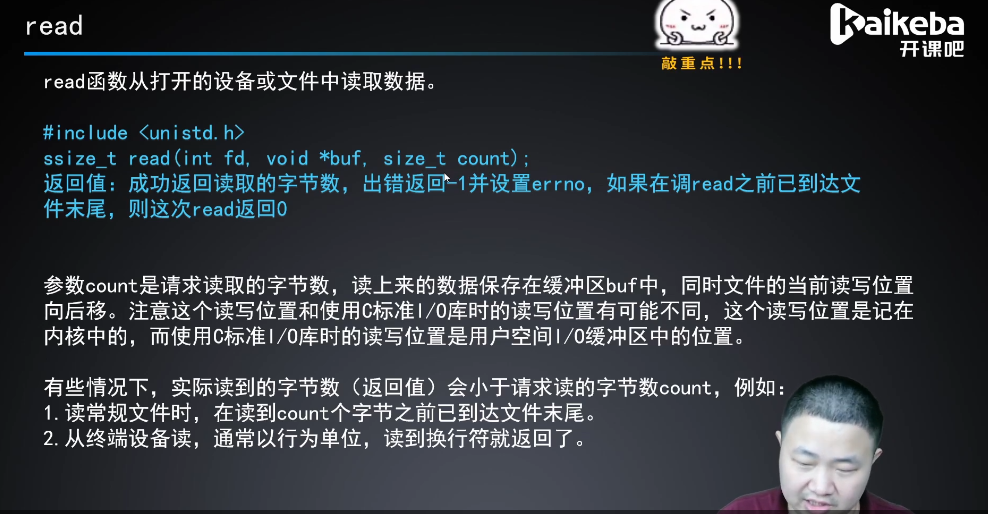 read
敲重点!!!
Kaikeba
开课吧
read函数从打开的设备或文件中读取数据。
#include <unistd.h>
ssize_t read(int fd, void *buf, size_t count);
返回值：成功返回读取的字节数，出错返回-1并设置errno，如果在调read之前已到达文
件末尾，则这次read返回0
参数count是请求读取的字节数，读上来的数据保存在缓冲区buf中，同时文件的当前读写位置
向后移。注意这个读写位置和使用C标准I/O库时的读写位置有可能不同，这个读写位置是记在
内核中的，而使用C标准I/O库时的读写位置是用户空间I/O缓冲区中的位置。
有些情况下，实际读到的字节数（返回值）会小于请求读的字节数count，例如：
1.读常规文件时，在读到count个字节之前已到达文件末尾。
2.从终端设备读，通常以行为单位，读到换行符就返回了。